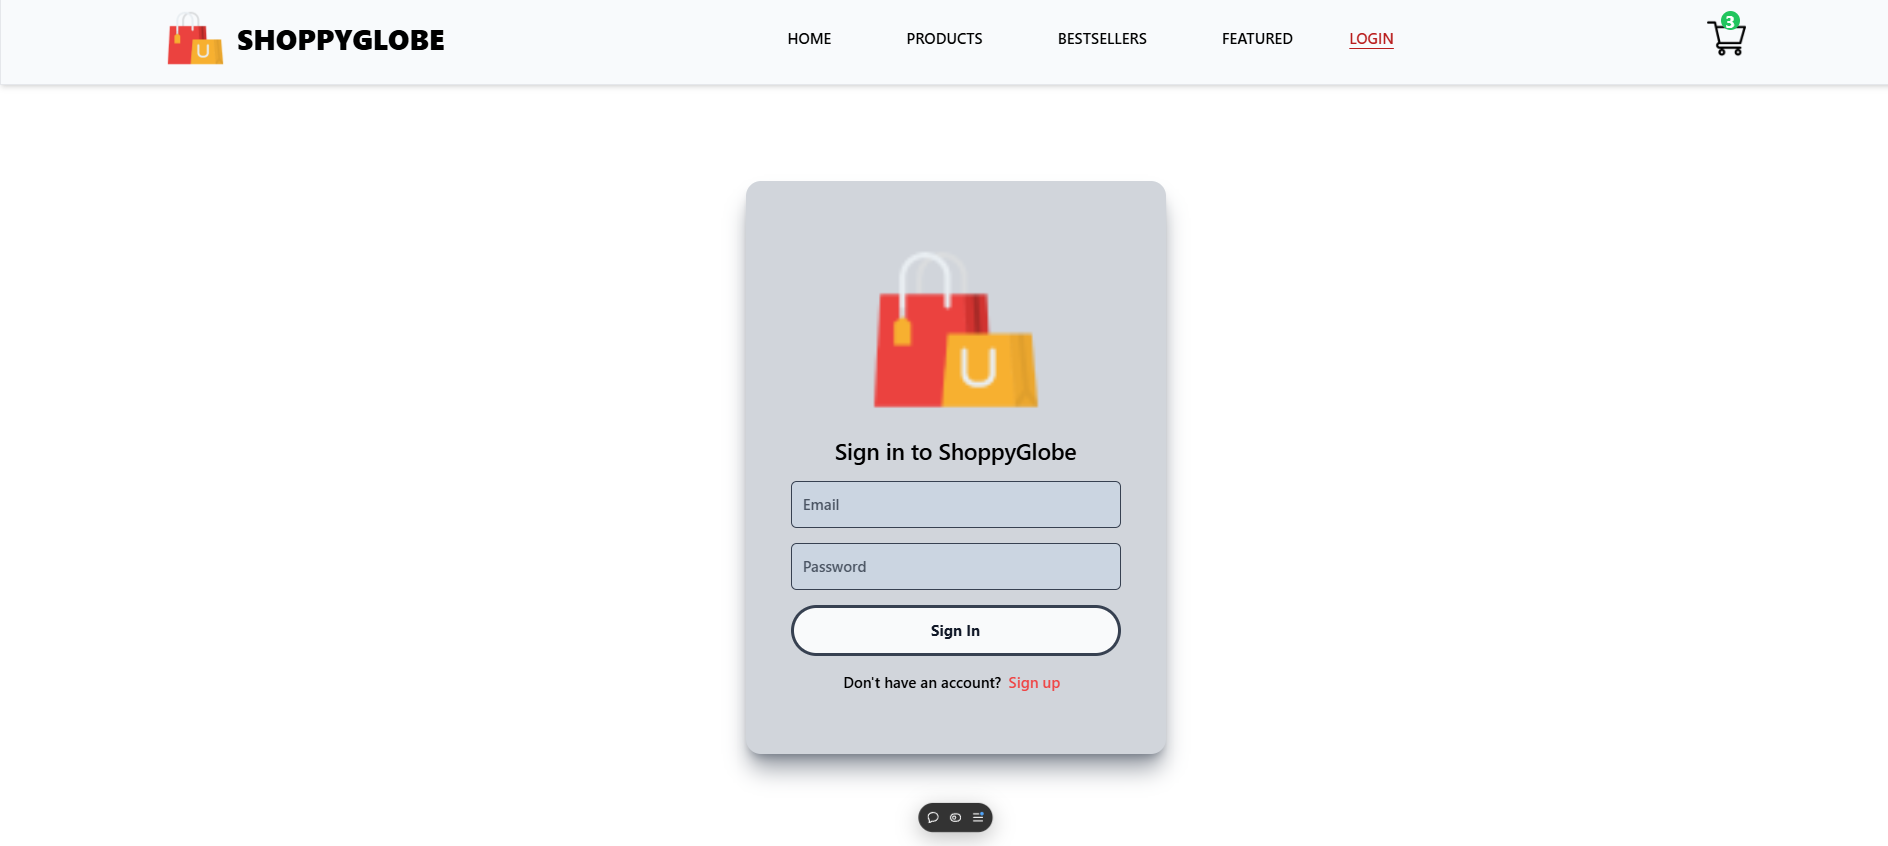 SHOPPYGLOBE
HOME PRODUCTS BESTSELLERS FEATURED LOGIN
3
Sign in to ShoppyGlobe
Email
Password
Sign In
Don't have an account? Sign up